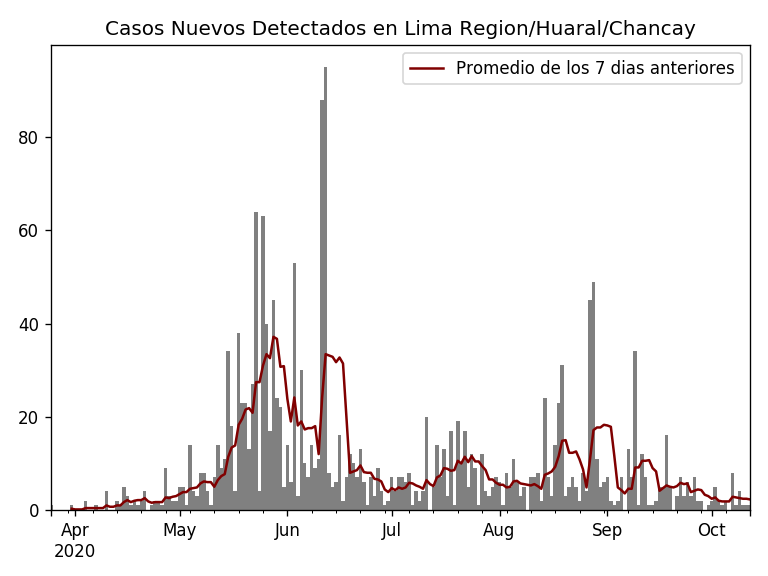 Casos Nuevos Detectados en Lima Region/Huaral/Chancay
Promedio de los 7 dias anteriores
80
60
40
20
0
Apr May Jun Jul Aug Sep Oct
2020